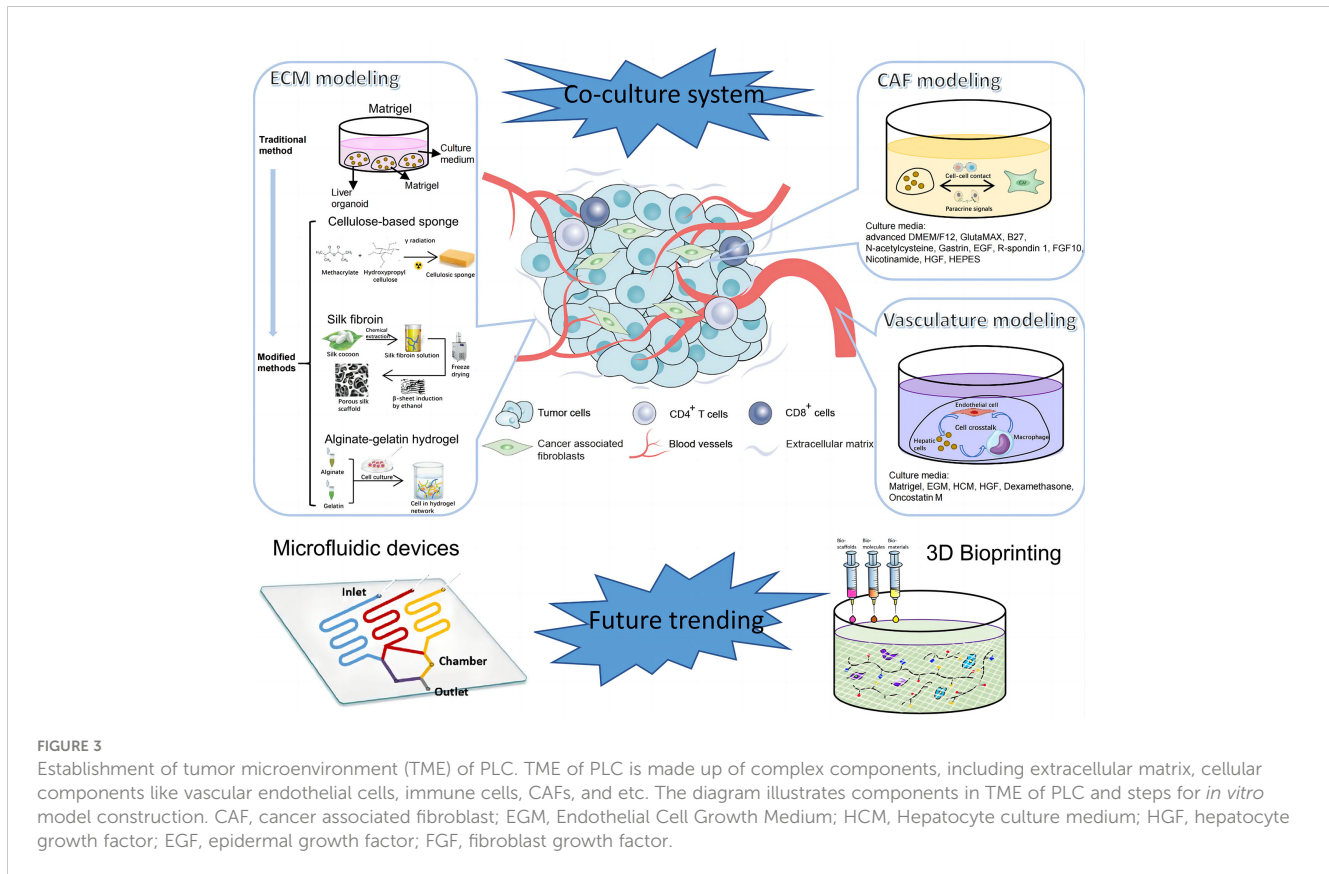 ECM modeling
Matrigel
Traditional
method
Culture
medium
Liver
organoid
Matrigel
Cellulose-based sponge
γ radiation
Methacrylate
+
Hydroxypropyl
cellulose
Cellulosic sponge
Silk fibroin
Chemical
extraction
Silk cocoon
Silk fibroin solution
Freeze
drying
Modified
methods
Porous silk
scaffold
β-sheet induction
by ethanol
Alginate-gelatin hydrogel
Alginate
Cell culture
Gelatin
Cell in hydrogel
network
Co-culture system
Tumor cells
CD4+ T cells
CD8+ cells
Cancer associated
fibroblasts
Blood vessels
Extracellular matrix
CAF modeling
Cell-cell contact
CAF
Paracrine signals
Culture media:
advanced DMEM/F12, GlutaMAX, B27,
N-acetylcysteine, Gastrin, EGF, R-spondin 1, FGF10,
Nicotinamide, HGF, HEPES
Vasculature modeling
Endothelial cell
Cell crosstalk
Hepatic
cells
Macrophage
Culture media:
Matrigel, EGM, HCM, HGF, Dexamethasone,
Oncostatin M
Microfluidic devices
Inlet
Chamber
Outlet
Future trending
Bio-
scaffolds
Bio-
molecules
Bio-
materials
3D Bioprinting
FIGURE 3
Establishment of tumor microenvironment (TME) of PLC. TME of PLC is made up of complex components, including extracellular matrix, cellular
components like vascular endothelial cells, immune cells, CAFs, and etc. The diagram illustrates components in TME of PLC and steps for in vitro
model construction. CAF, cancer associated fibroblast; EGM, Endothelial Cell Growth Medium; HCM, Hepatocyte culture medium; HGF, hepatocyte
growth factor; EGF, epidermal growth factor; FGF, fibroblast growth factor.